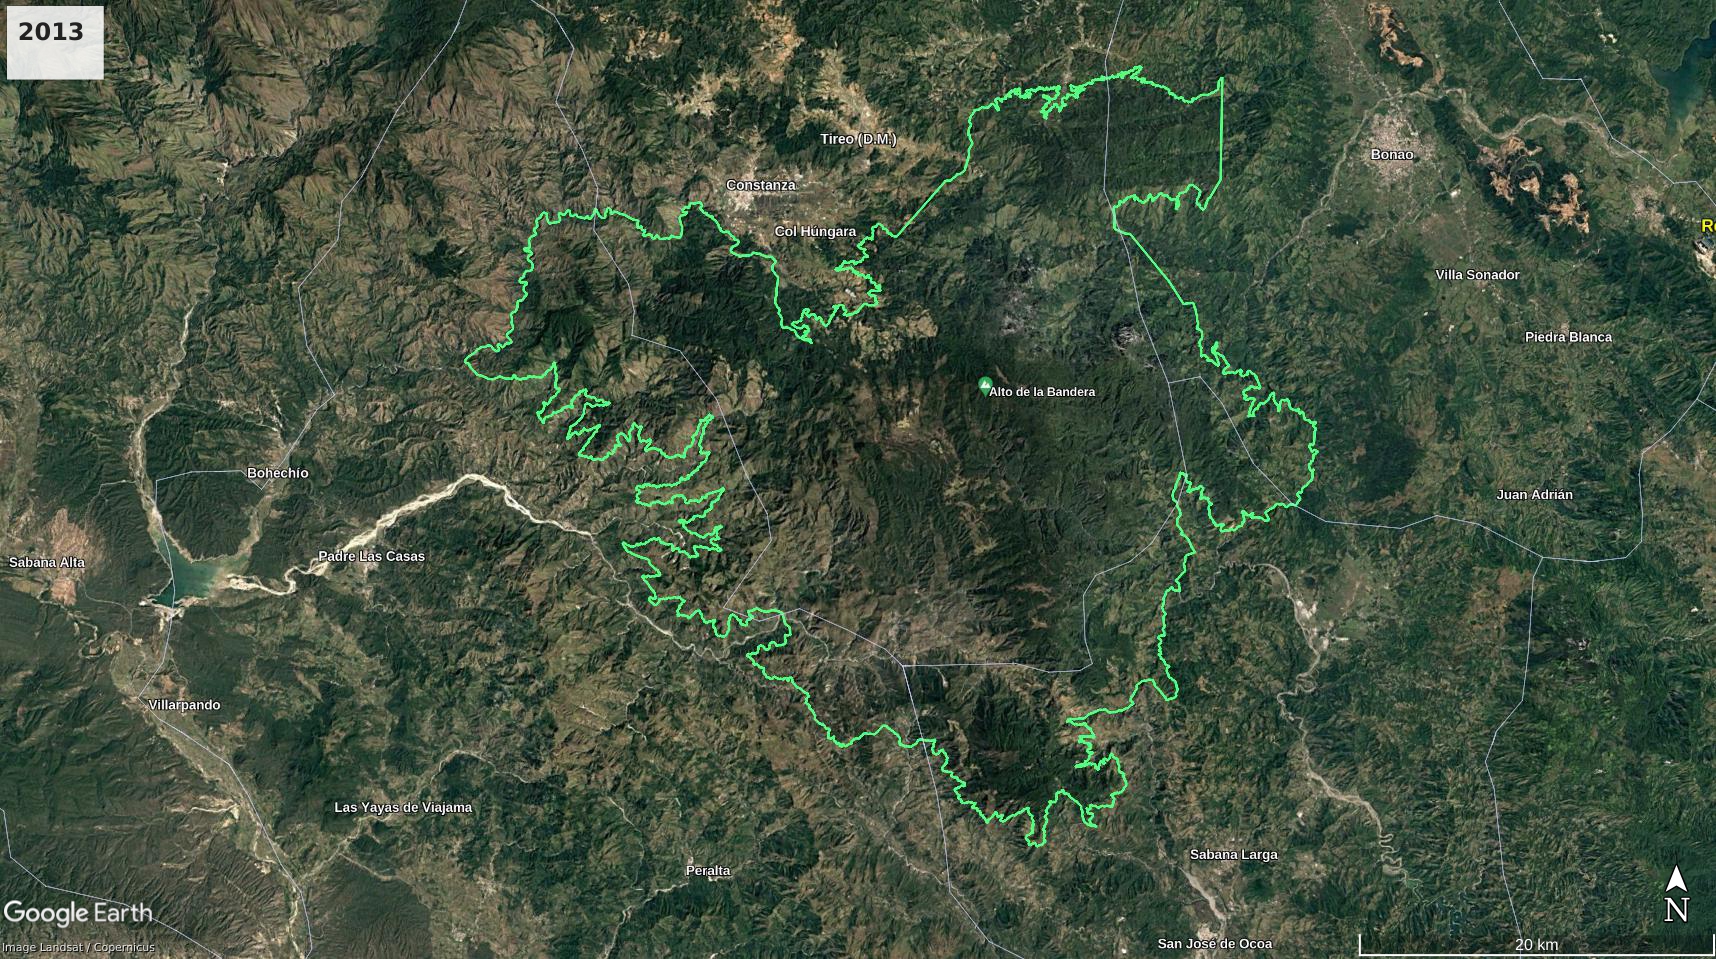 2013
Tireo (D.M.)
Bonao
Constanza
R
Col Húngara
Villa Sonador
Piedra Blanca
Alto de la Bandera
Bohechío
Juan Adrián
Padre Las Casas
Sabana Alta
Villarpando
Las Yayas de Viajama
Sabana Larga
Peralta
N
Google Earth
San José de Ocoa
20 km
Image Landsat / Copernicus